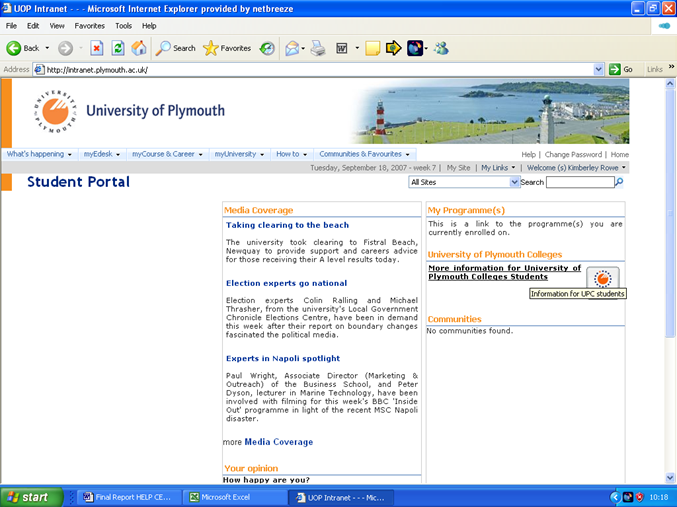 UOP Intranet - - - Microsoft Internet Explorer provided by netbreeze
File Edit View Favorites Tools Help
Back Search Favorites
Address http://intranet.plymouth.ac.uk/ Go Links »
UNIVERSITY OF PLYMOUTH
University of Plymouth
What's happening myEdesk myCourse & Career myUniversity How to Communities & Favourites Help | Change Password | Home
Tuesday, September 18, 2007 - week 7 | My Site | My Links | Welcome (s) Kimberley Rowe
Student Portal
All Sites Search
Media Coverage
Taking clearing to the beach
The university took clearing to Fistral Beach,
Newquay to provide support and careers advice
for those receiving their A level results today.
Election experts go national
Election experts Colin Ralling and Michael
Thrasher, from the university's Local Government
Chronicle Elections Centre, have been in demand
this week after their report on boundary changes
fascinated the political media.
Experts in Napoli spotlight
Paul Wright, Associate Director (Marketing &
Outreach) of the Business School, and Peter
Dyson, lecturer in Marine Technology, have been
involved with filming for this week's BBC 'Inside
Out' programme in light of the recent MSC Napoli
disaster.
more Media Coverage
Your opinion
How happy are you?
My Programme(s)
This is a link to the programme(s) you are
currently enrolled on.
University of Plymouth Colleges
More information for University of
Plymouth Colleges Students
Information for UPC students
Communities
No communities found.
start Final Report HELP CE... Microsoft Excel UOP Intranet - - - Mic... 10:18